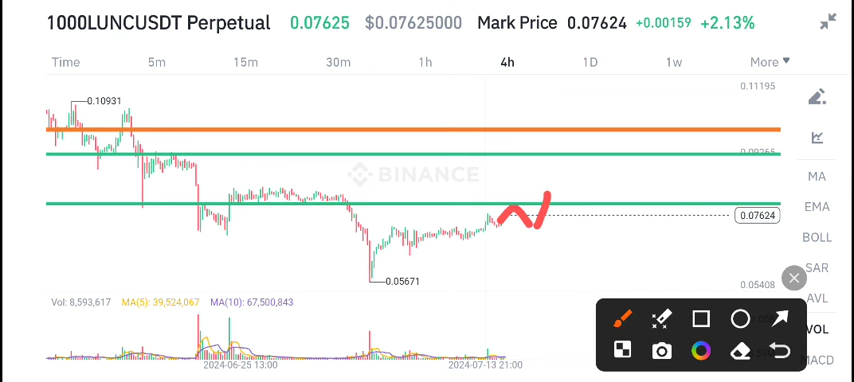 1000LUNCUSDT Perpetual 0.07625 $0.07625000 Mark Price 0.07624 +0.00159 +2.13%
Time 5m 15m 30m 1h 4h 1D 1w More
0.11195
0.10931
BINANCE
MA
EMA
0.07624
BOLL
SAR
0.05671
0.05408
AVL
Vol: 8,593,617 MA(5): 39,524,067 MA(10): 67,500,843
VOL
MACD
2024-06-25 13:00 2024-07-13 21:00